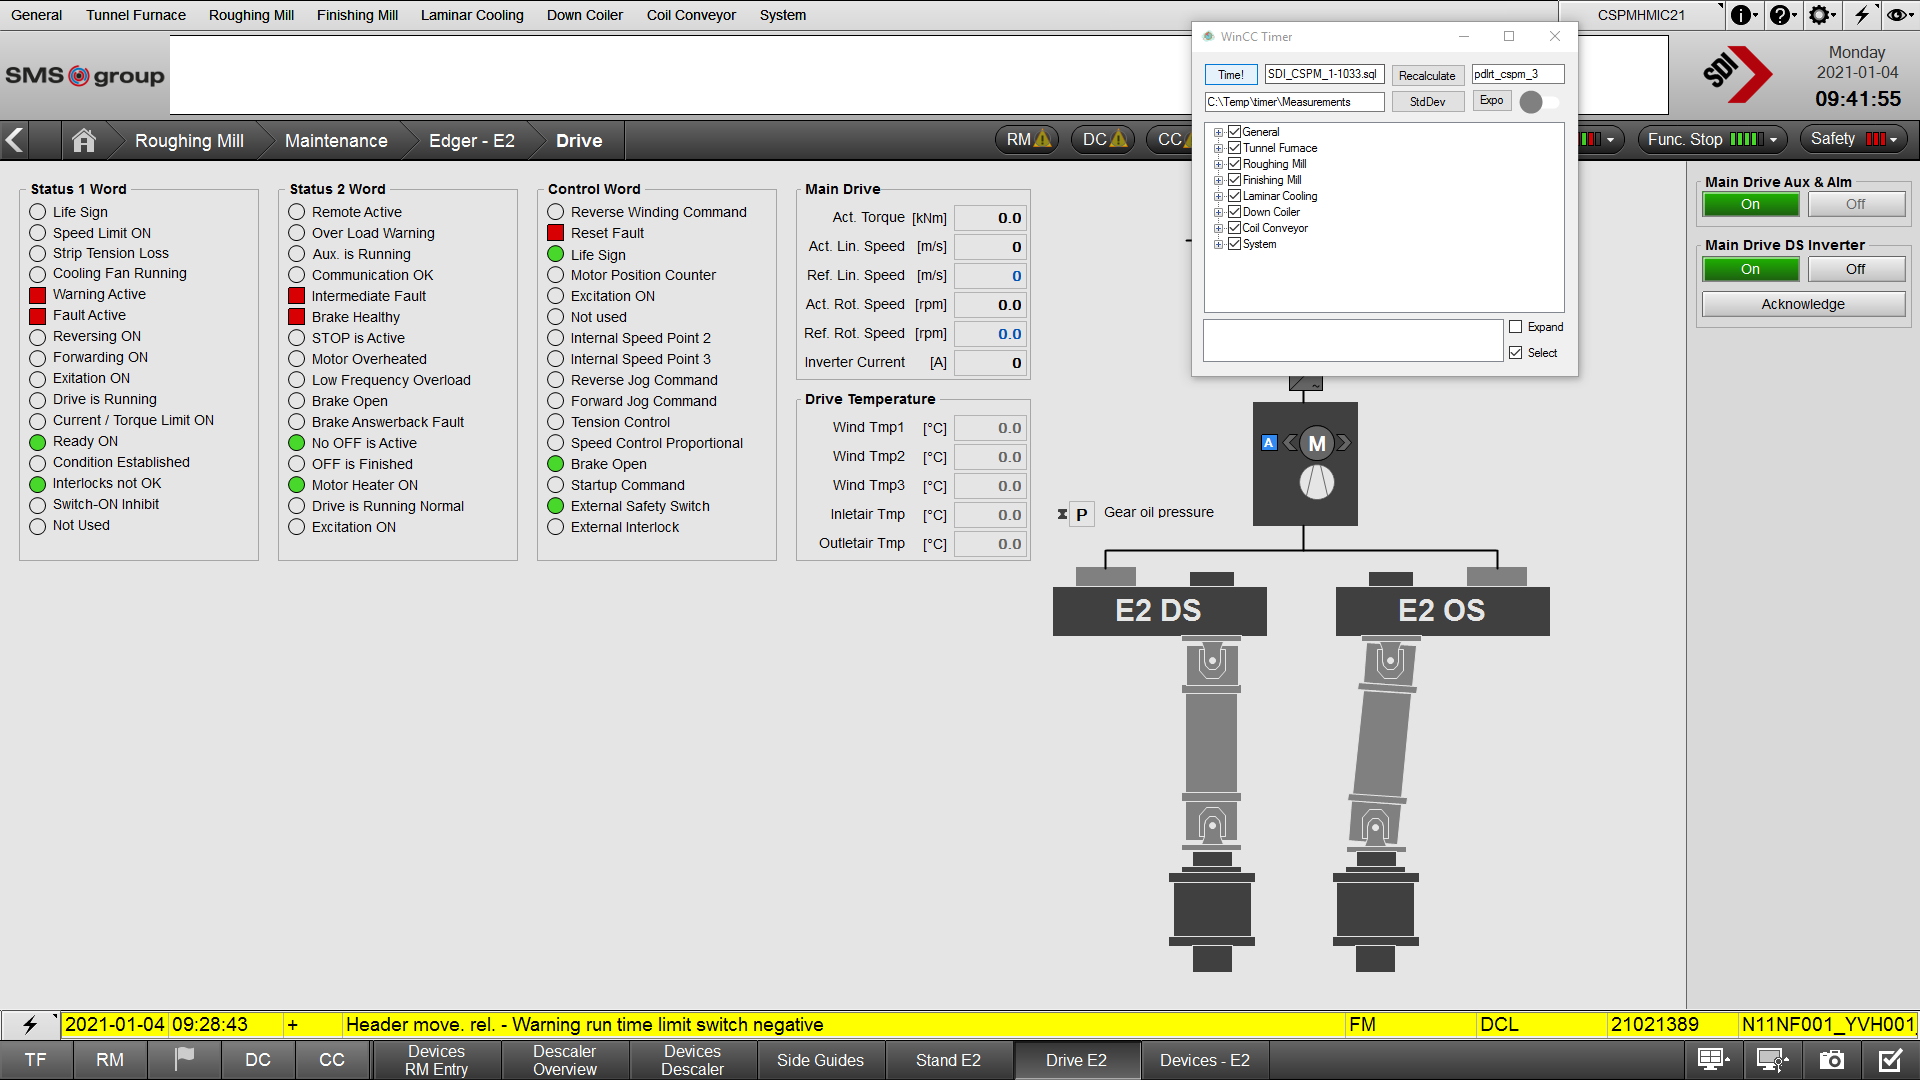 General Tunnel Furnace Roughing Mill Finishing Mill Laminar Cooling Down Coiler Coil Conveyor System CSPMHMIC21
SMS group
SDI
Monday
2021-01-04
09:41:55
WinCC Timer
Time! SDI_CSPM_1-1033.sql Recalculate pdlrt_cspm_3
C:\Temp\timer\Measurements StdDev Expo
General
Tunnel Furnace
Roughing Mill
Finishing Mill
Laminar Cooling
Down Coiler
Coil Conveyor
System
Expand
Select
Roughing Mill Maintenance Edger - E2 Drive RM DC CC Func. Stop Safety
Status 1 Word
Life Sign
Speed Limit ON
Strip Tension Loss
Cooling Fan Running
Warning Active
Fault Active
Reversing ON
Forwarding ON
Exitation ON
Drive is Running
Current / Torque Limit ON
Ready ON
Condition Established
Interlocks not OK
Switch-ON Inhibit
Not Used
Status 2 Word
Remote Active
Over Load Warning
Aux. is Running
Communication OK
Intermediate Fault
Brake Healthy
STOP is Active
Motor Overheated
Low Frequency Overload
Brake Open
Brake Answerback Fault
No OFF is Active
OFF is Finished
Motor Heater ON
Drive is Running Normal
Excitation ON
Control Word
Reverse Winding Command
Reset Fault
Life Sign
Motor Position Counter
Excitation ON
Not used
Internal Speed Point 2
Internal Speed Point 3
Reverse Jog Command
Forward Jog Command
Tension Control
Speed Control Proportional
Brake Open
Startup Command
External Safety Switch
External Interlock
Main Drive
Act. Torque [kNm] 0.0
Act. Lin. Speed [m/s] 0
Ref. Lin. Speed [m/s] 0
Act. Rot. Speed [rpm] 0.0
Ref. Rot. Speed [rpm] 0.0
Inverter Current [A] 0
Drive Temperature
Wind Tmp1 [°C] 0.0
Wind Tmp2 [°C] 0.0
Wind Tmp3 [°C] 0.0
Inletair Tmp [°C] 0.0
Outletair Tmp [°C] 0.0
A M
P Gear oil pressure
E2 DS E2 OS
Main Drive Aux & Alm
On Off
Main Drive DS Inverter
On Off
Acknowledge
2021-01-04 09:28:43 + Header move. rel. - Warning run time limit switch negative FM DCL 21021389 N11NF001_YVH001
TF RM DC CC
Devices
RM Entry
Descaler
Overview
Devices
Descaler
Side Guides Stand E2 Drive E2 Devices - E2